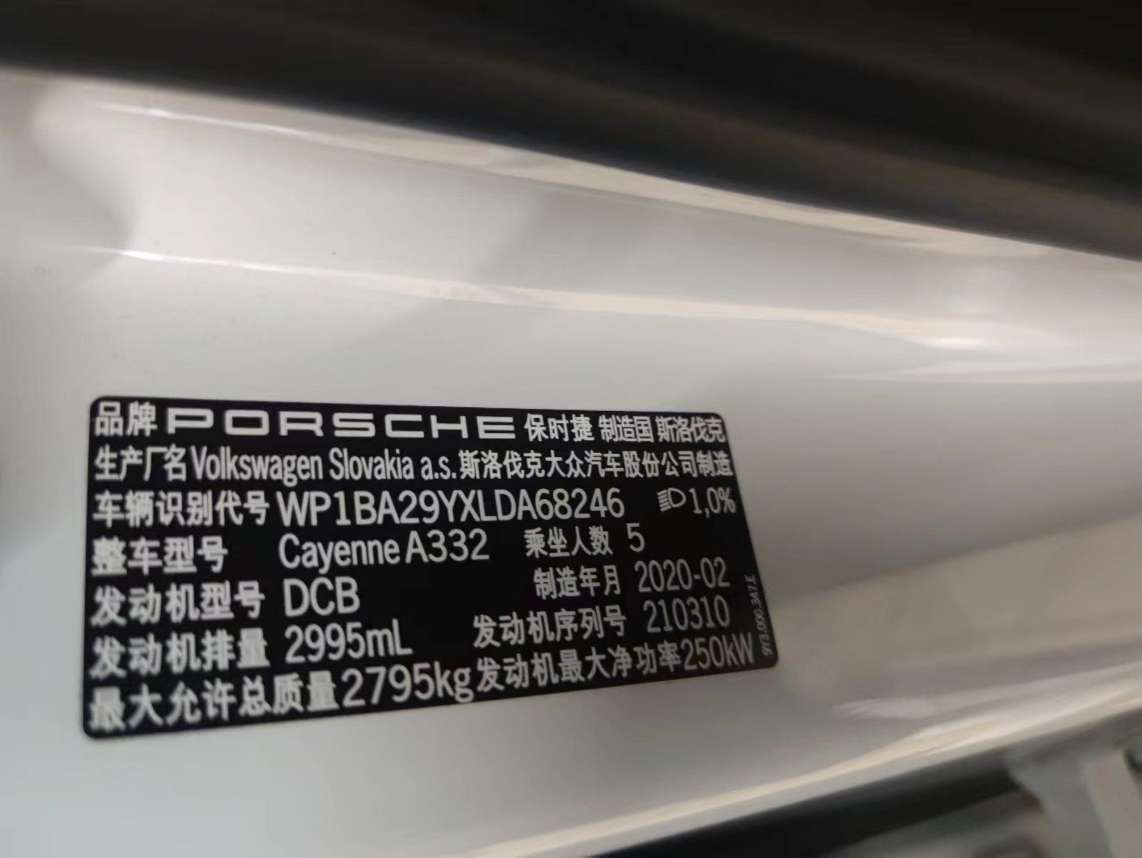 品牌 PORSCHE 保时捷 制造国 斯洛伐克
生产厂名 Volkswagen Slovakia a.s. 斯洛伐克大众汽车股份公司制造
车辆识别代号 WP1BA29YXLDA68246 1,0%
整车型号 Cayenne A332 乘坐人数 5
发动机型号 DCB 制造年月 2020-02
发动机排量 2995mL 发动机序列号 210310
最大允许总质量 2795kg 发动机最大净功率 250kW
9Y3.000.3A7.E